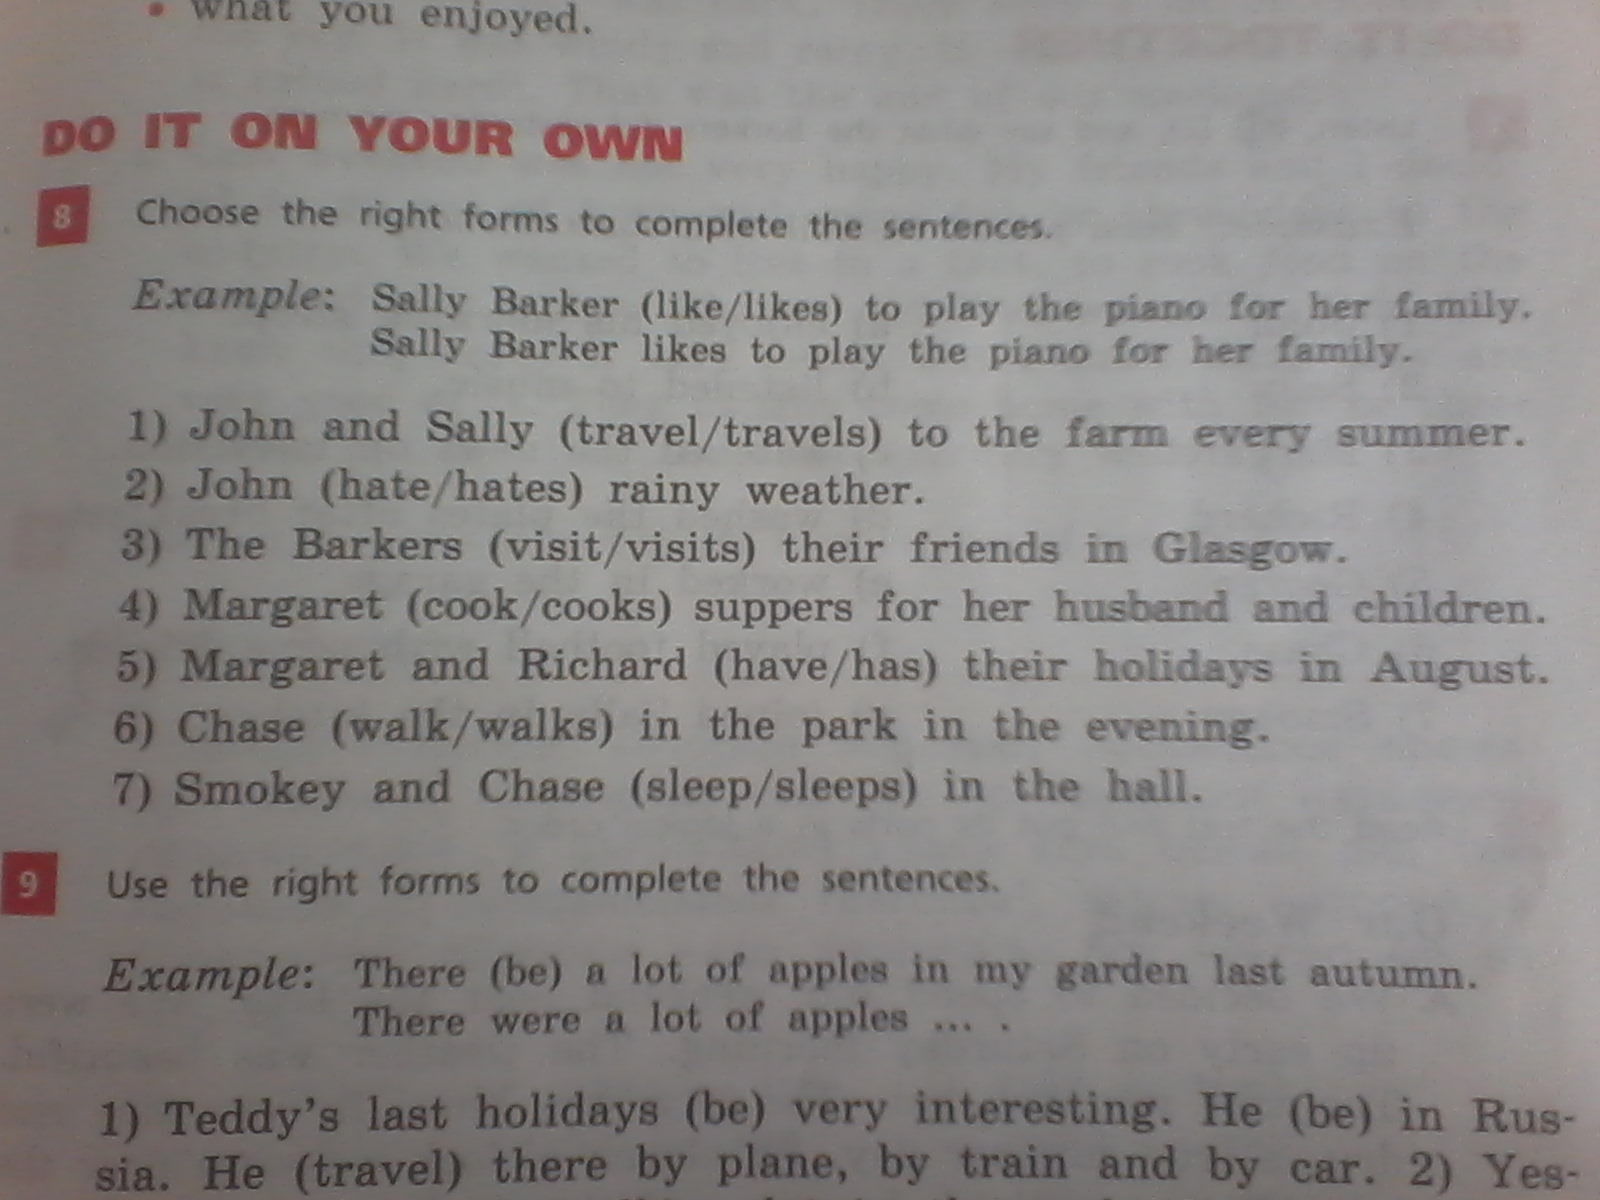 • what you enjoyed.
DO IT ON YOUR OWN
8 Choose the right forms to complete the sentences.
Example: Sally Barker (like/likes) to play the piano for her family.
Sally Barker likes to play the piano for her family.
1) John and Sally (travel/travels) to the farm every summer.
2) John (hate/hates) rainy weather.
3) The Barkers (visit/visits) their friends in Glasgow.
4) Margaret (cook/cooks) suppers for her husband and children.
5) Margaret and Richard (have/has) their holidays in August.
6) Chase (walk/walks) in the park in the evening.
7) Smokey and Chase (sleep/sleeps) in the hall.
9 Use the right forms to complete the sentences.
Example: There (be) a lot of apples in my garden last autumn.
There were a lot of apples ... .
1) Teddy's last holidays (be) very interesting. He (be) in Rus-
sia. He (travel) there by plane, by train and by car. 2) Yes-